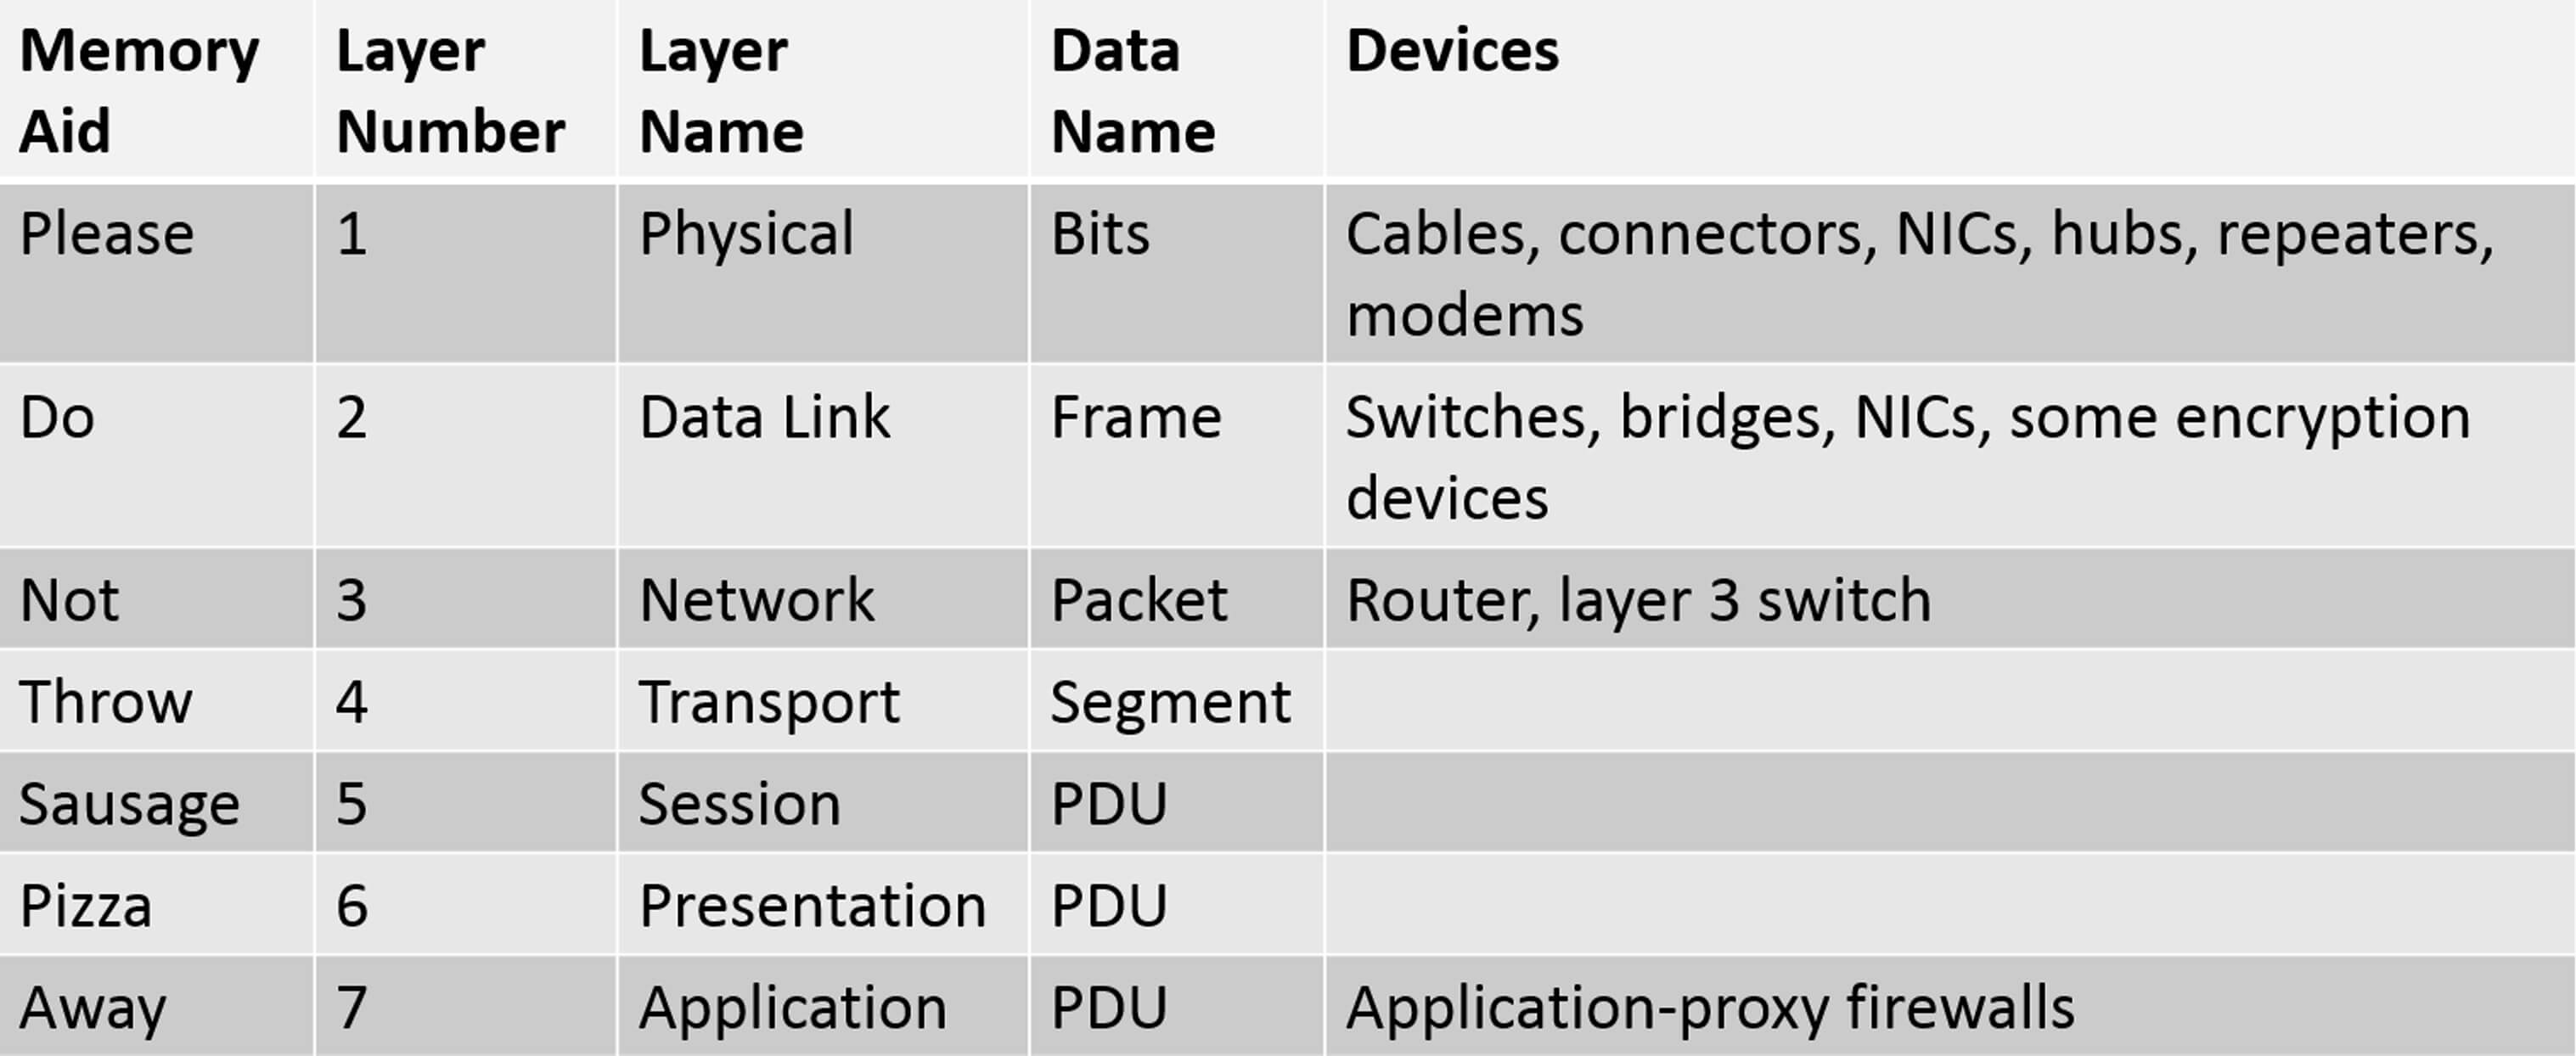 Memory Aid	Layer Number	Layer Name	Data Name	Devices
Please	1	Physical	Bits	Cables, connectors, NICs, hubs, repeaters, modems
Do	2	Data Link	Frame	Switches, bridges, NICs, some encryption devices
Not	3	Network	Packet	Router, layer 3 switch
Throw	4	Transport	Segment
Sausage	5	Session	PDU
Pizza	6	Presentation	PDU
Away	7	Application	PDU	Application-proxy firewalls